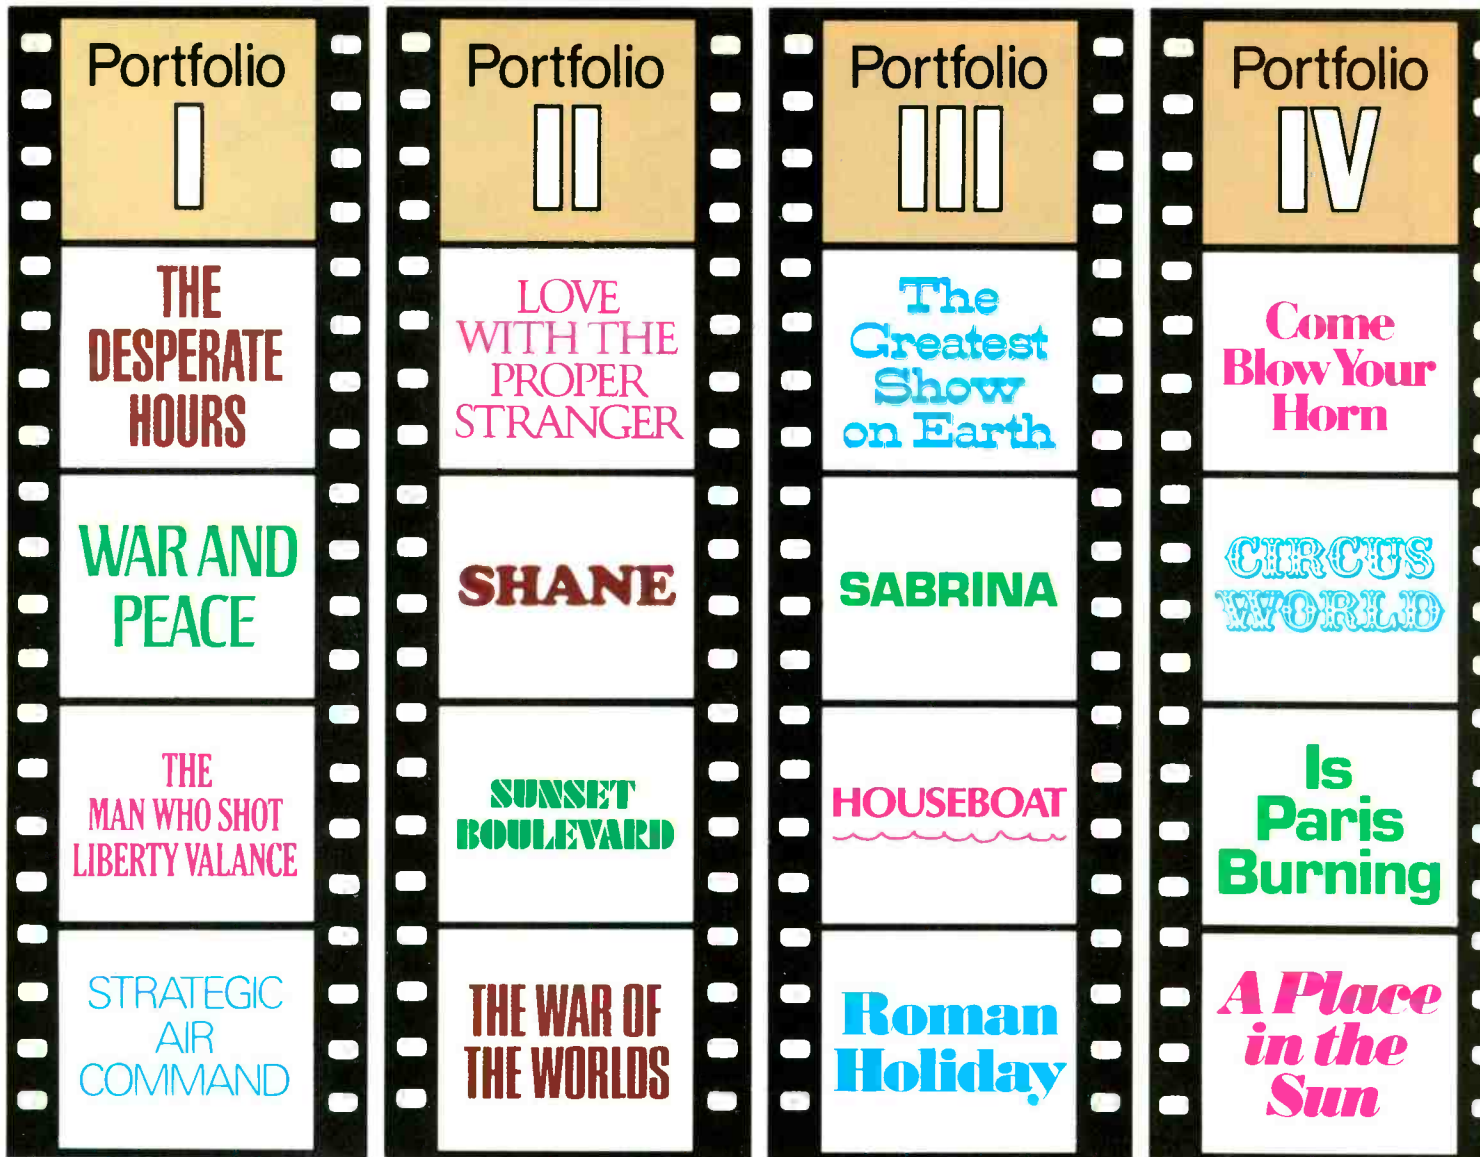 Portfolio
I
THE
DESPERATE
HOURS
WAR AND
PEACE
THE
MAN WHO SHOT
LIBERTY VALANCE
STRATEGIC
AIR
COMMAND
Portfolio
II
LOVE
WITH THE
PROPER
STRANGER
SHANE
SUNSET
BOULEVARD
THE WAR OF
THE WORLDS
Portfolio
III
The
Greatest
Show
on Earth
SABRINA
HOUSEBOAT
Roman
Holiday
Portfolio
IV
Come
Blow Your
Horn
CIRCUS
WORLD
Is
Paris
Burning
A Place
in the
Sun